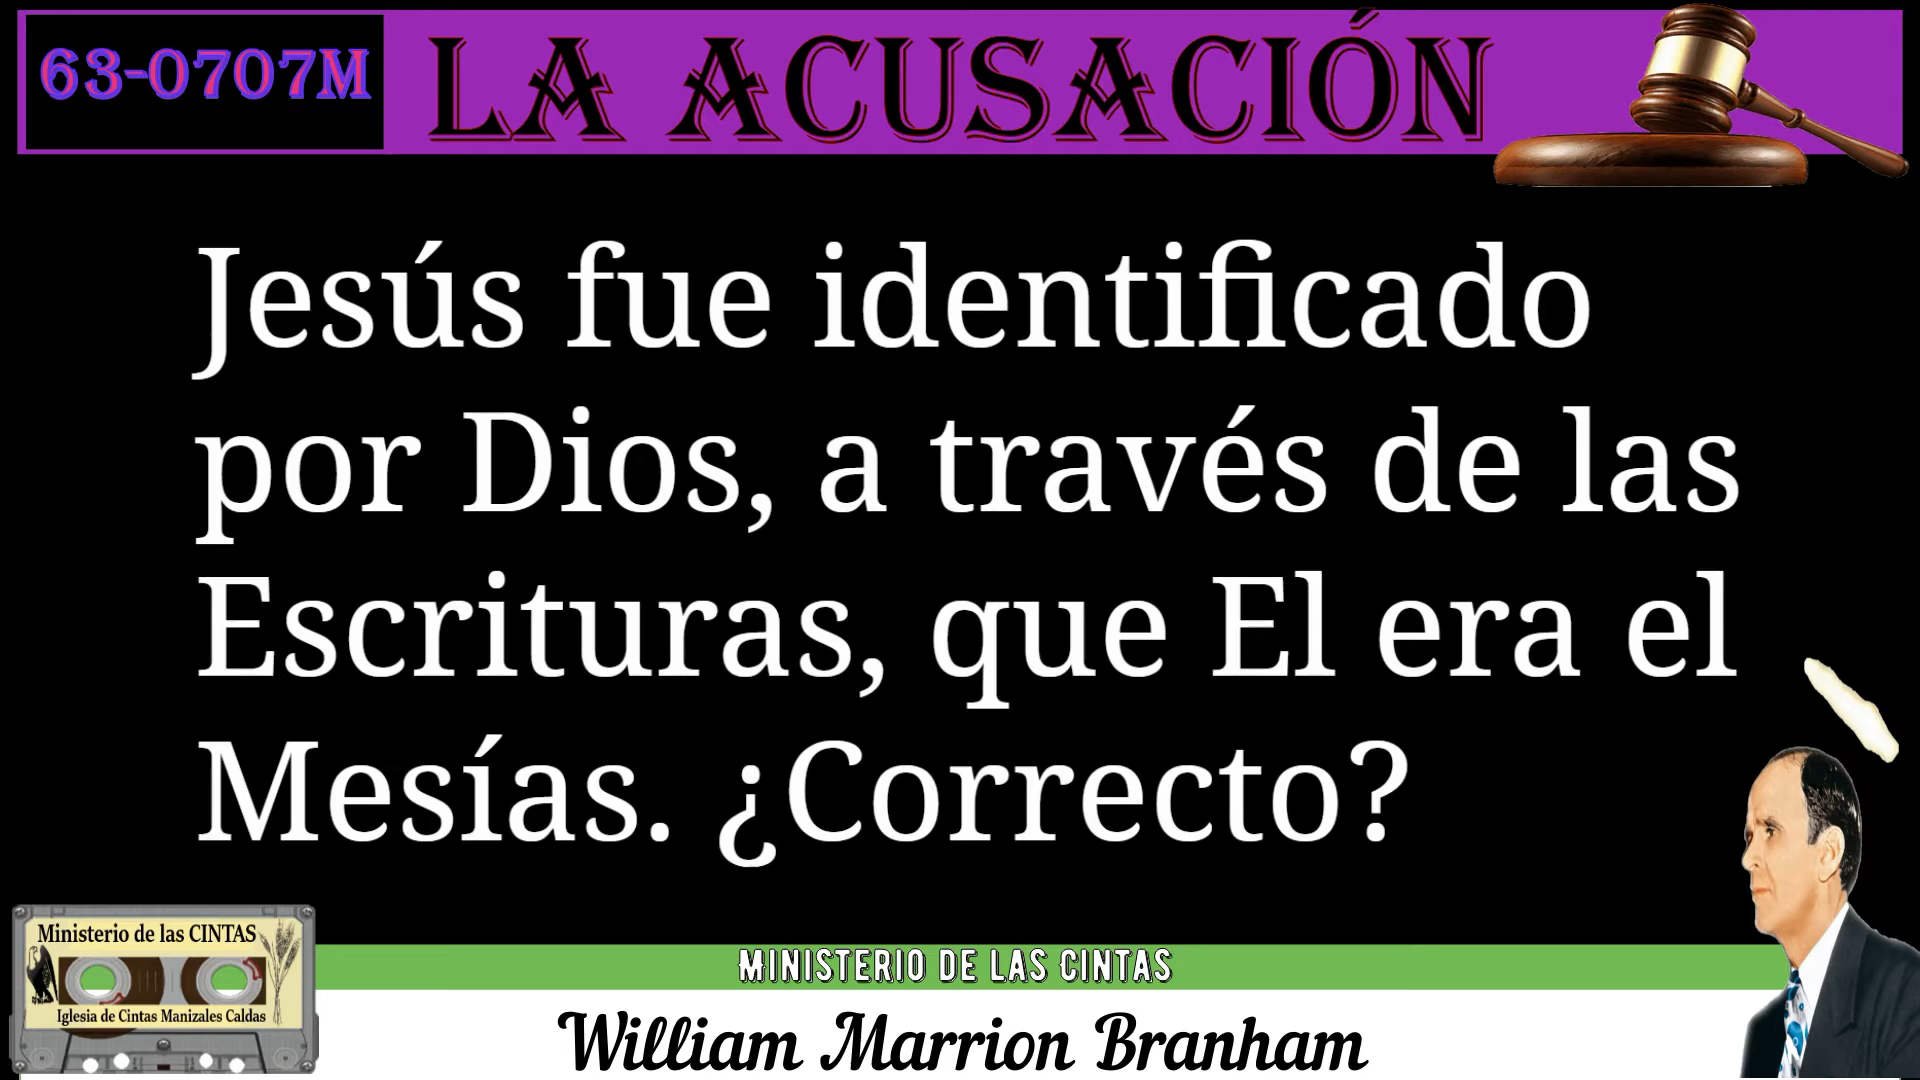 63-0707M
LA ACUSACIÓN
Jesús fue identificado
por Dios, a través de las
Escrituras, que El era el
Mesías. ¿Correcto?
Ministerio de las CINTAS
Iglesia de Cintas Manizales Caldas
MINISTERIO DE LAS CINTAS
William Marrion Branham